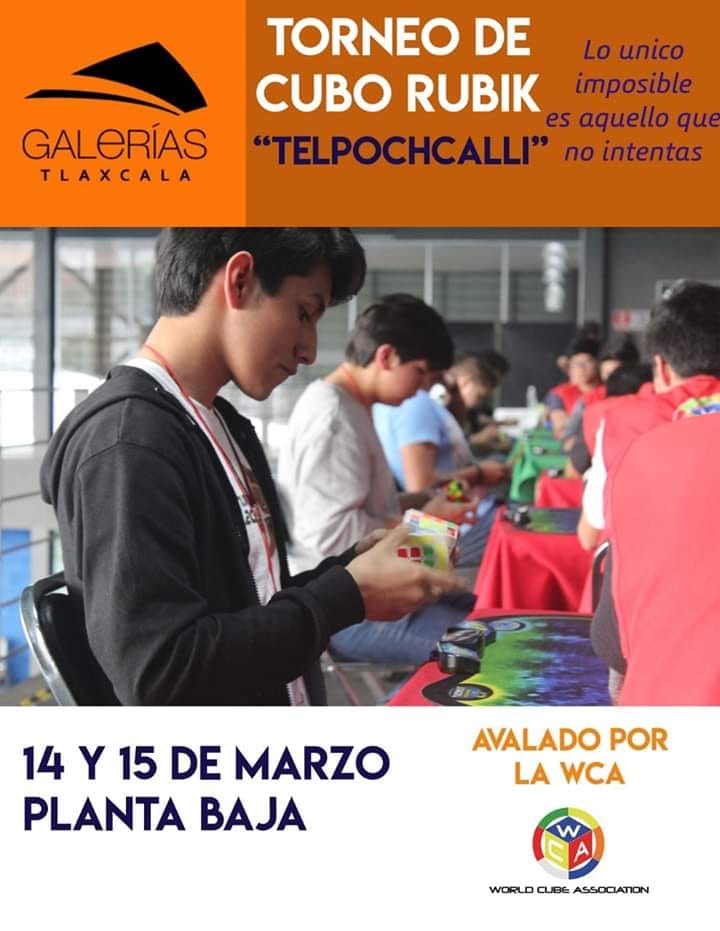 GALERÍAS
TLAXCALA
TORNEO DE
CUBO RUBIK
“TELPOCHCALLI”
Lo unico
imposible
es aquello que
no intentas
14 Y 15 DE MARZO
PLANTA BAJA
AVALADO POR
LA WCA
WCA
WORLD CUBE ASSOCIATION